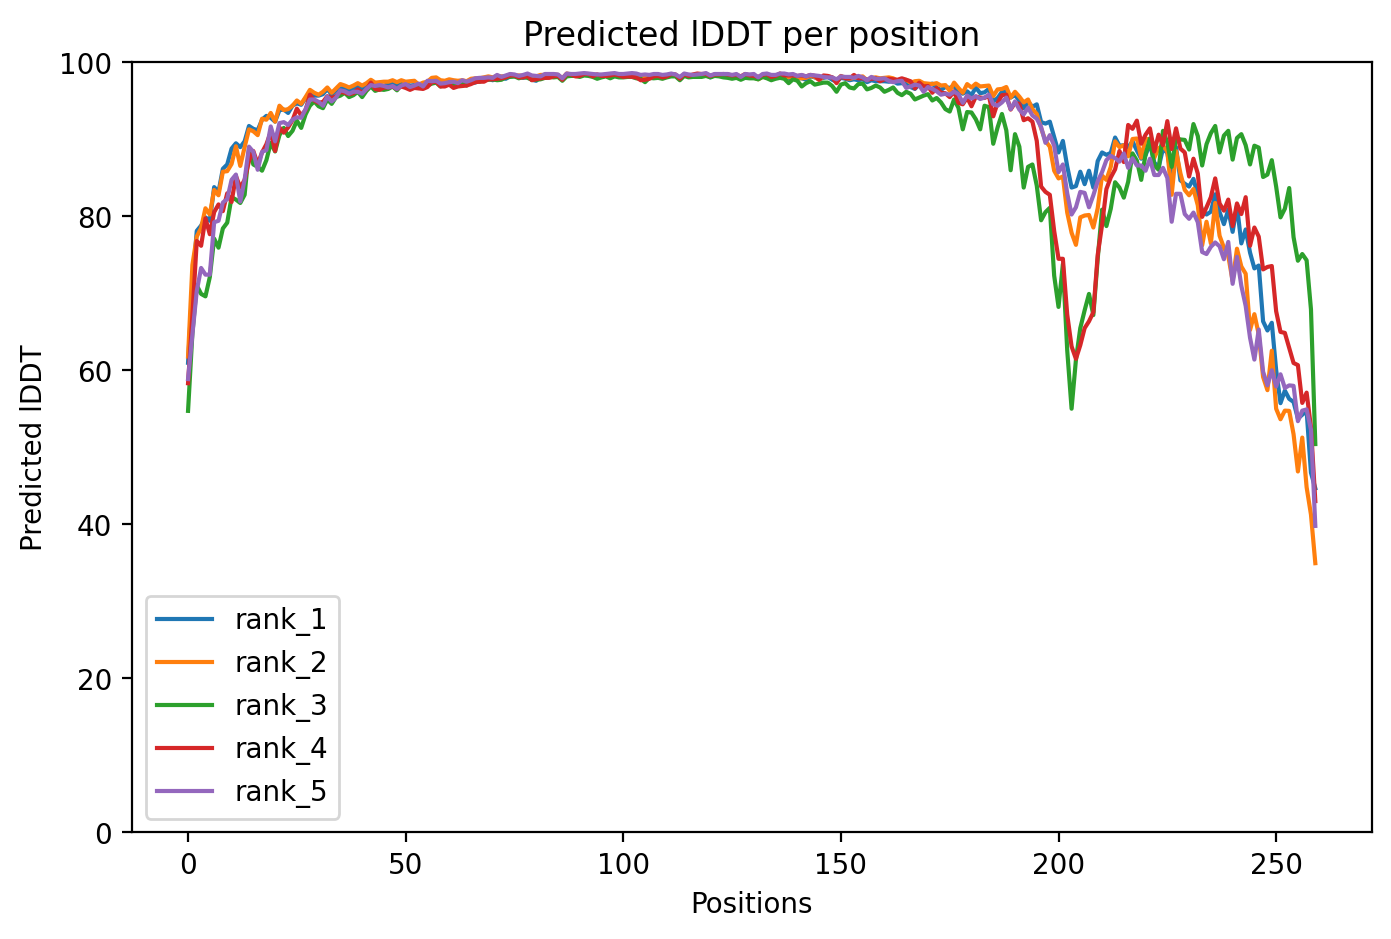 Predicted lDDT per position
100
80
60
40
20
0
Predicted lDDT
rank_1
rank_2
rank_3
rank_4
rank_5
0 50 100 150 200 250
Positions